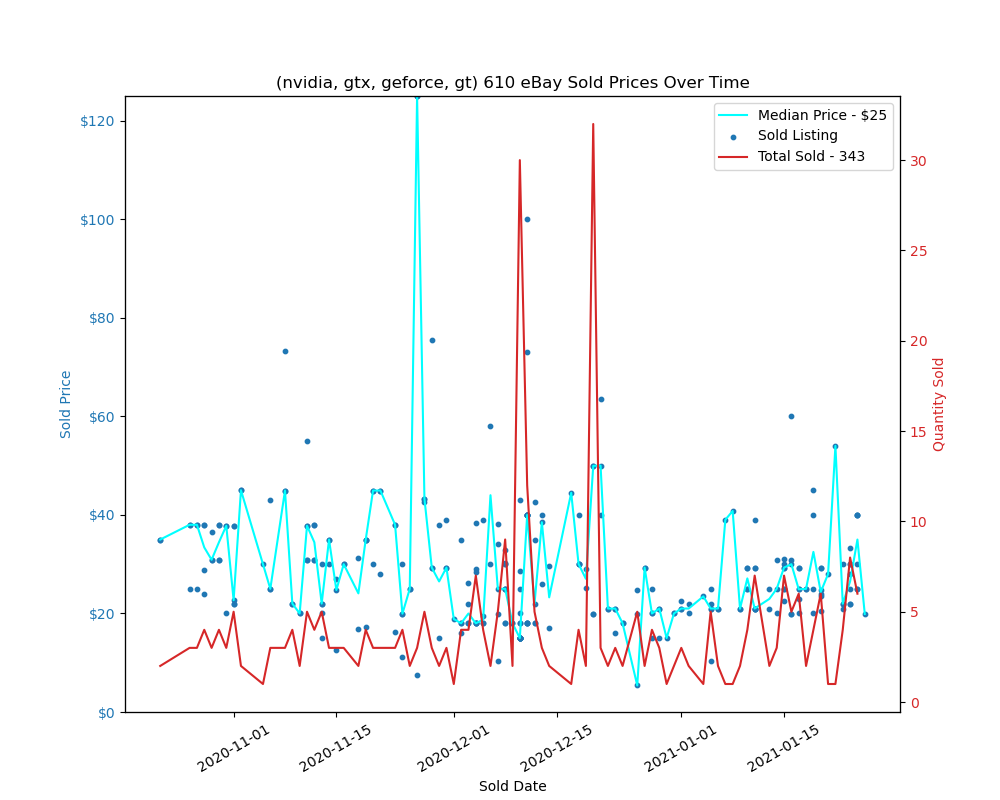 (nvidia, gtx, geforce, gt) 610 eBay Sold Prices Over Time
Median Price - $25
Sold Listing
Total Sold - 343
$120
$100
$80
$60
$40
$20
$0
Sold Price
30
25
20
15
10
5
0
Quantity Sold
2020-11-01
2020-11-15
2020-12-01
2020-12-15
2021-01-01
2021-01-15
Sold Date